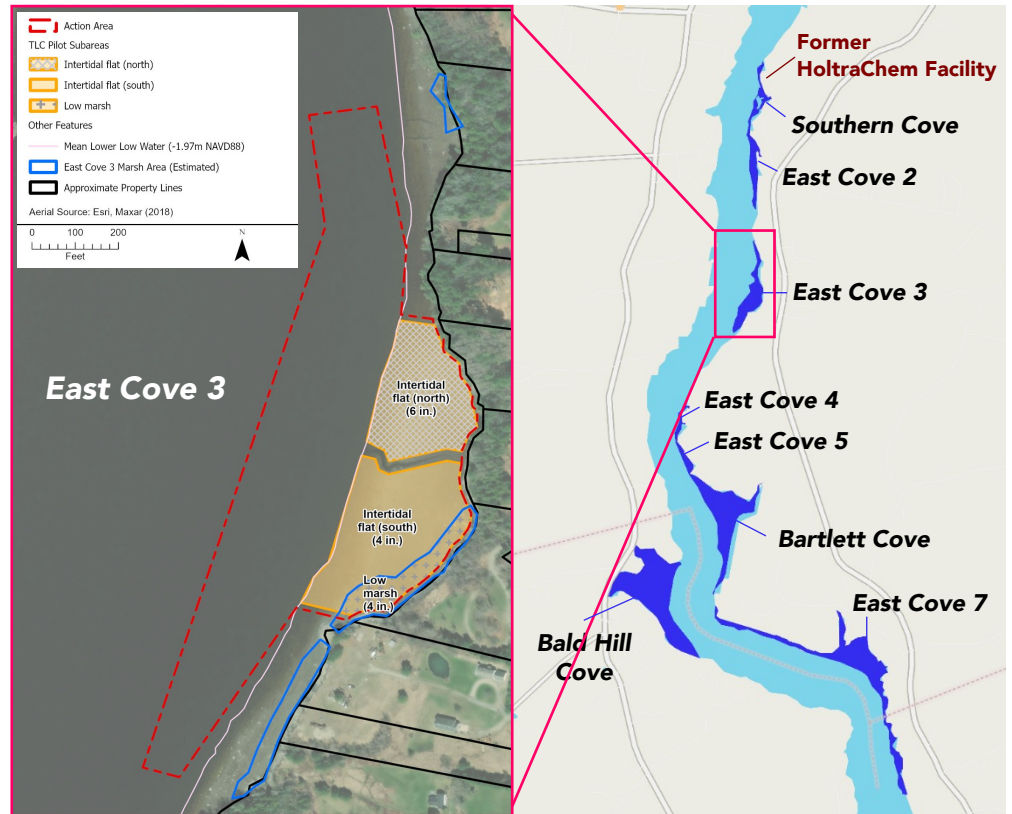 Action Area
TLC Pilot Subareas
Intertidal flat (north)
Intertidal flat (south)
Low marsh
Other Features
Mean Lower Low Water (-1.97m NAVD88)
East Cove 3 Marsh Area (Estimated)
Approximate Property Lines
Aerial Source: Esri, Maxar (2018)
0 100 200
Feet
N
East Cove 3
Intertidal
flat (north)
(6 in.)
Intertidal
flat (south)
(4 in.)
Low
marsh
(4 in.)
Former
HoltraChem Facility
Southern Cove
East Cove 2
East Cove 3
East Cove 4
East Cove 5
Bartlett Cove
East Cove 7
Bald Hill
Cove